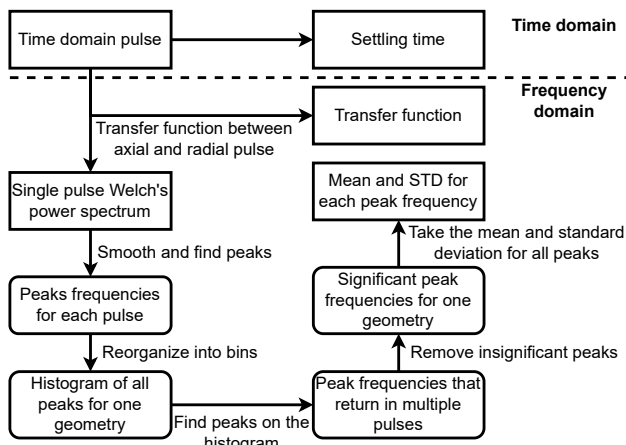 Time domain pulse
Settling time
Time domain
Frequency
domain
Transfer function between
axial and radial pulse
Transfer function
Single pulse Welch's
power spectrum
Smooth and find peaks
Peaks frequencies
for each pulse
Reorganize into bins
Histogram of all
peaks for one
geometry
Find peaks on the
histogram
Peak frequencies that
return in multiple
pulses
Remove insignificant peaks
Significant peak
frequencies for one
geometry
Take the mean and standard
deviation for all peaks
Mean and STD for
each peak frequency